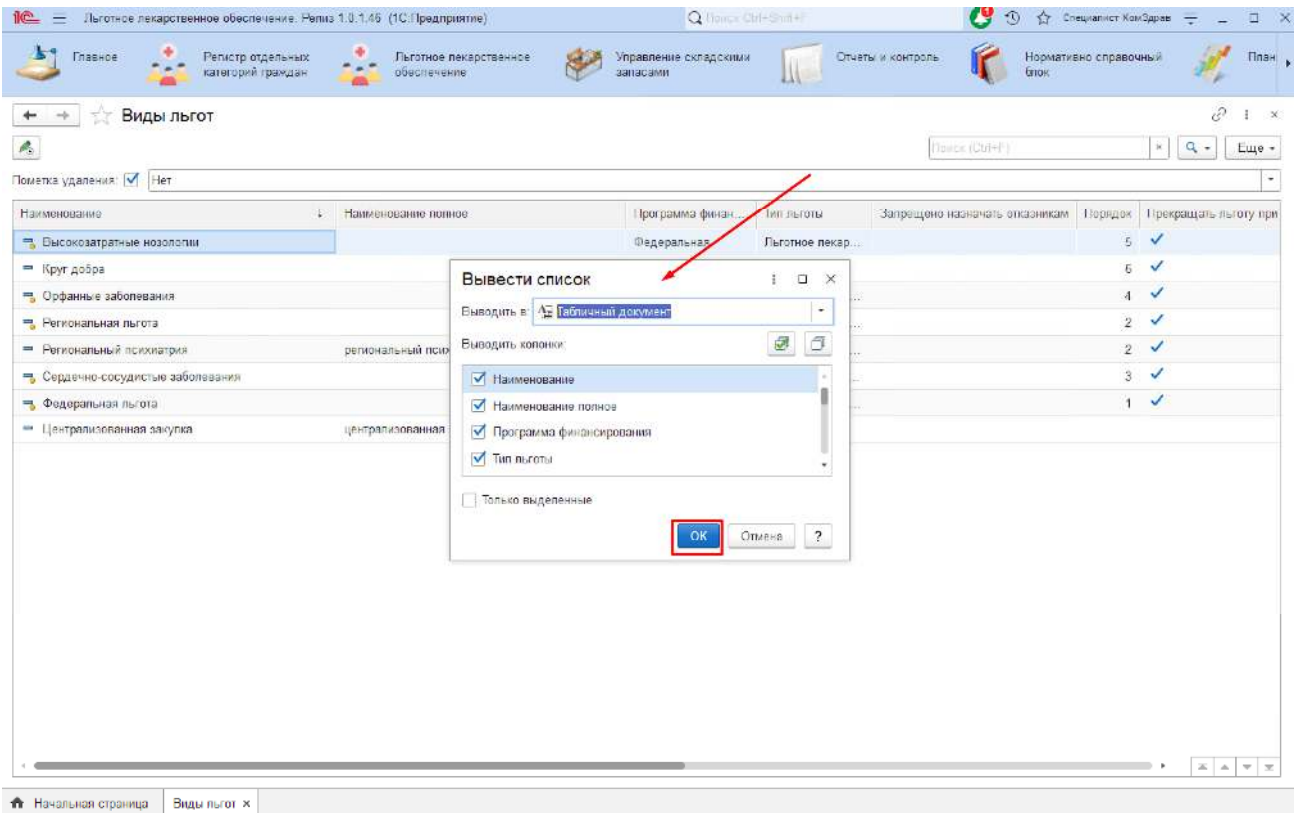 1С Льготное лекарственное обеспечение. Релиз 1.0.1.46 (1С:Предприятие) Поиск Ctrl+Shift+F Специалист КомЗдрав
Главное Регистр отдельных Льготное лекарственное Управление складскими Отчеты и контроль Нормативно справочный План
категорий граждан обеспечение запасами блок
Виды льгот
Поиск (Ctrl+F) Еще
Пометка удаления: Нет
Наименование Наименование полное Программа финан... Тип льготы Запрещено назначать отказникам Порядок Прекращать льготу при
Высокозатратные нозологии Федеральная Льготное лекар... 5
Круг добра 6
Орфанные заболевания 4
Региональная льгота 2
Региональный психиатрия региональный псих 2
Сердечно-сосудистые заболевания 3
Федеральная льгота 1
Централизованная закупка централизованная
Вывести список
Выводить в: Табличный документ
Выводить колонки:
Наименование
Наименование полное
Программа финансирования
Тип льготы
Только выделенные
ОК Отмена ?
Начальная страница Виды льгот